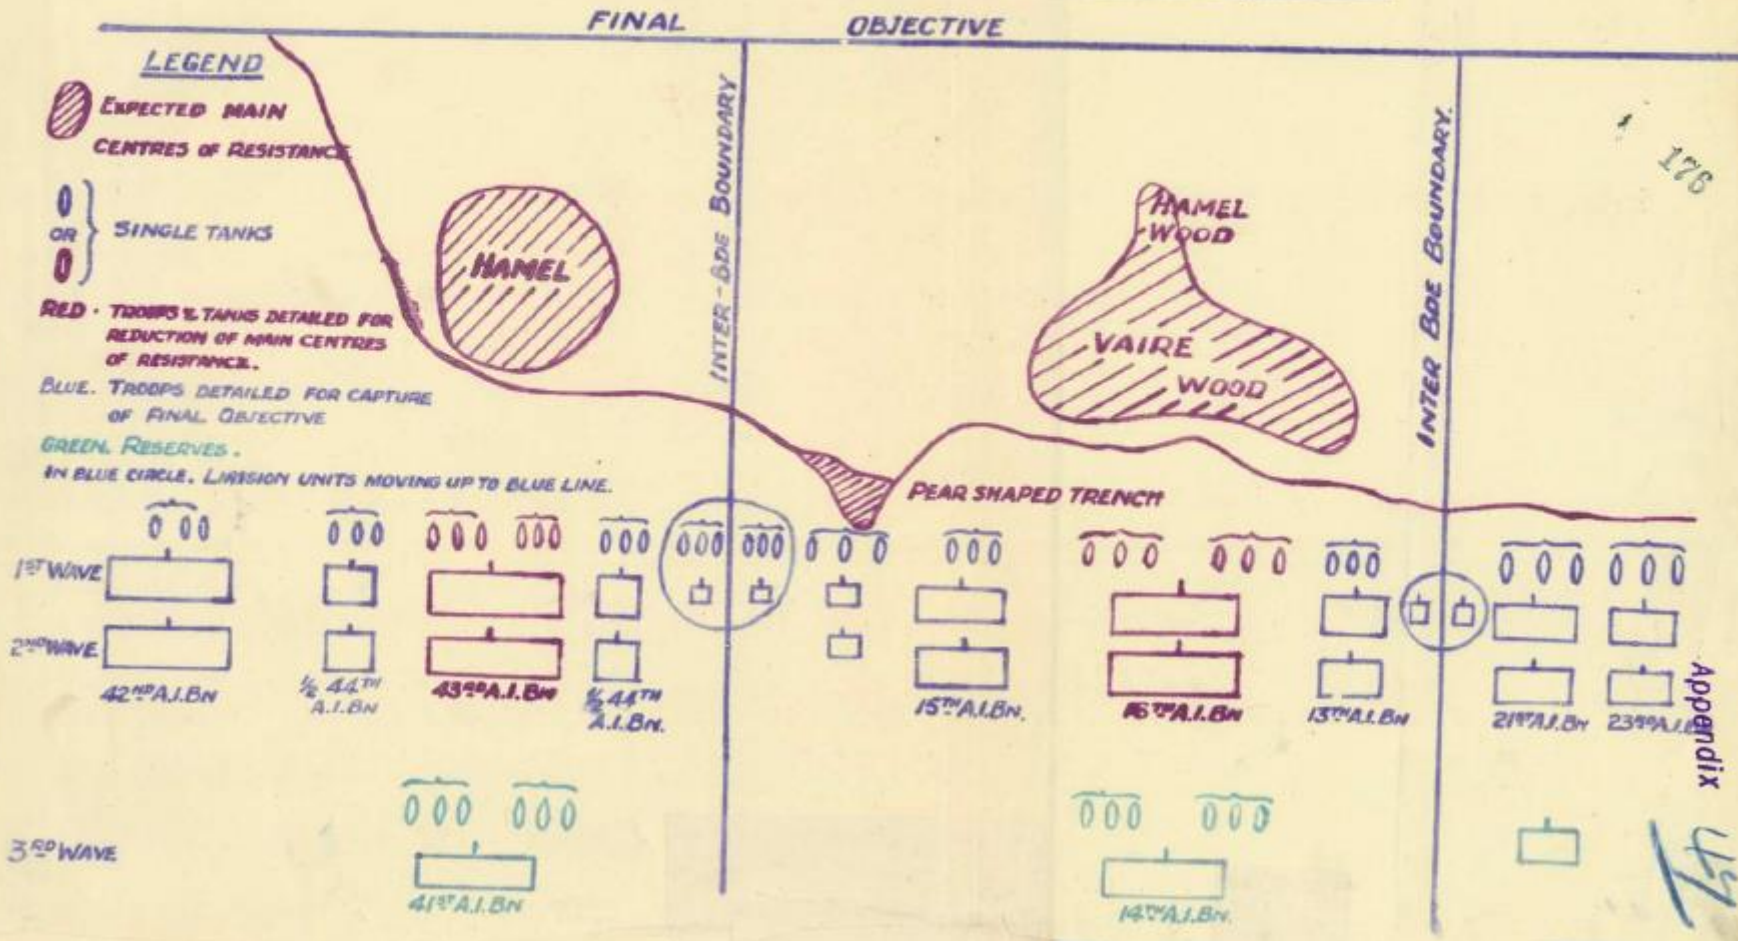 FINAL OBJECTIVE
LEGEND
EXPECTED MAIN
CENTRES OF RESISTANCE.
OR
SINGLE TANKS
RED. TROOPS & TANKS DETAILED FOR
REDUCTION OF MAIN CENTRES
OF RESISTANCE.
BLUE. TROOPS DETAILED FOR CAPTURE
OF FINAL OBJECTIVE
GREEN. RESERVES.
IN BLUE CIRCLE. LIAISION UNITS MOVING UP TO BLUE LINE.
HAMEL
INTER-BDE BOUNDARY
HAMEL
WOOD
VAIRE
WOOD
INTER BDE BOUNDARY.
176
PEAR SHAPED TRENCH
1ST WAVE
2ND WAVE
42ND A.I.BN
½ 44TH
A.I.BN
43RD A.I.BN
½ 44TH
A.I.BN.
15TH A.I.BN.
16TH A.I.BN
13TH A.I.BN
21ST A.I.BN
23RD A.I.BN
Appendix
3RD WAVE
41ST A.I.BN
14TH A.I.BN.